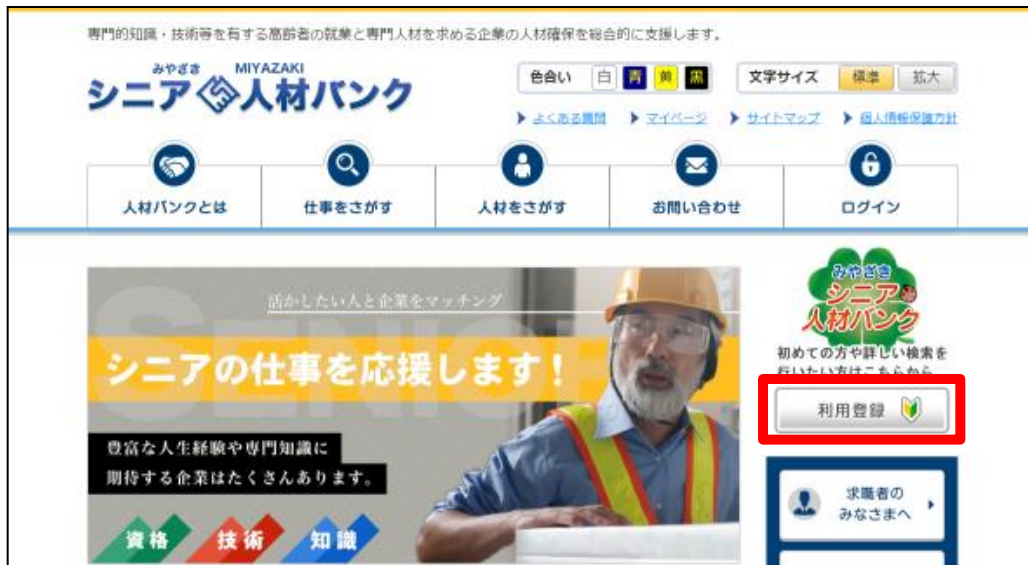 専門的知識・技術等を有する高齢者の就業と専門人材を求める企業の人材確保を総合的に支援します。
みやざき MIYAZAKI
シニア人材バンク
色合い 白 青 黄 黒 文字サイズ 標準 拡大
よくある質問 マイページ サイトマップ 個人情報保護方針
人材バンクとは 仕事をさがす 人材をさがす お問い合わせ ログイン
SENIOR
活かしたい人と企業をマッチング
シニアの仕事を応援します!
豊富な人生経験や専門知識に
期待する企業はたくさんあります。
資格 技術 知識
みやざき
シニア
人材バンク
初めての方や詳しい検索を
行いたい方はこちらから
利用登録
求職者の
みなさまへ